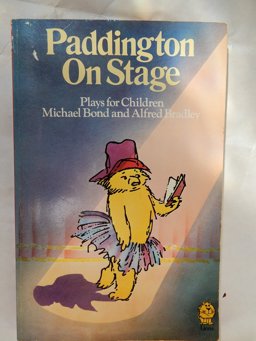 Paddington
On Stage
Plays for Children
Michael Bond and Alfred Bradley